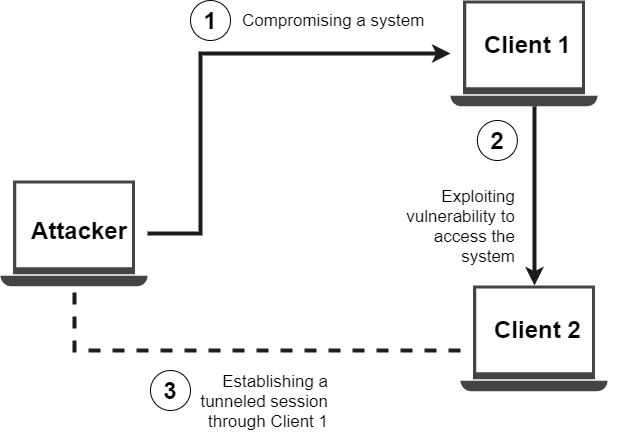 1
Compromising a system
Client 1
2
Exploiting
vulnerability to
access the
system
Attacker
Client 2
3
Establishing a
tunneled session
through Client 1